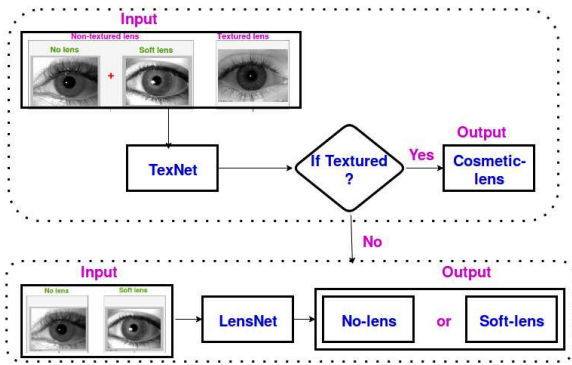 Input
Non-textured lens
Textured lens
No lens
+
Soft lens
TexNet
If Textured
?
Yes
Output
Cosmetic-
lens
No
Input
Output
No lens
Soft lens
LensNet
No-lens
or
Soft-lens